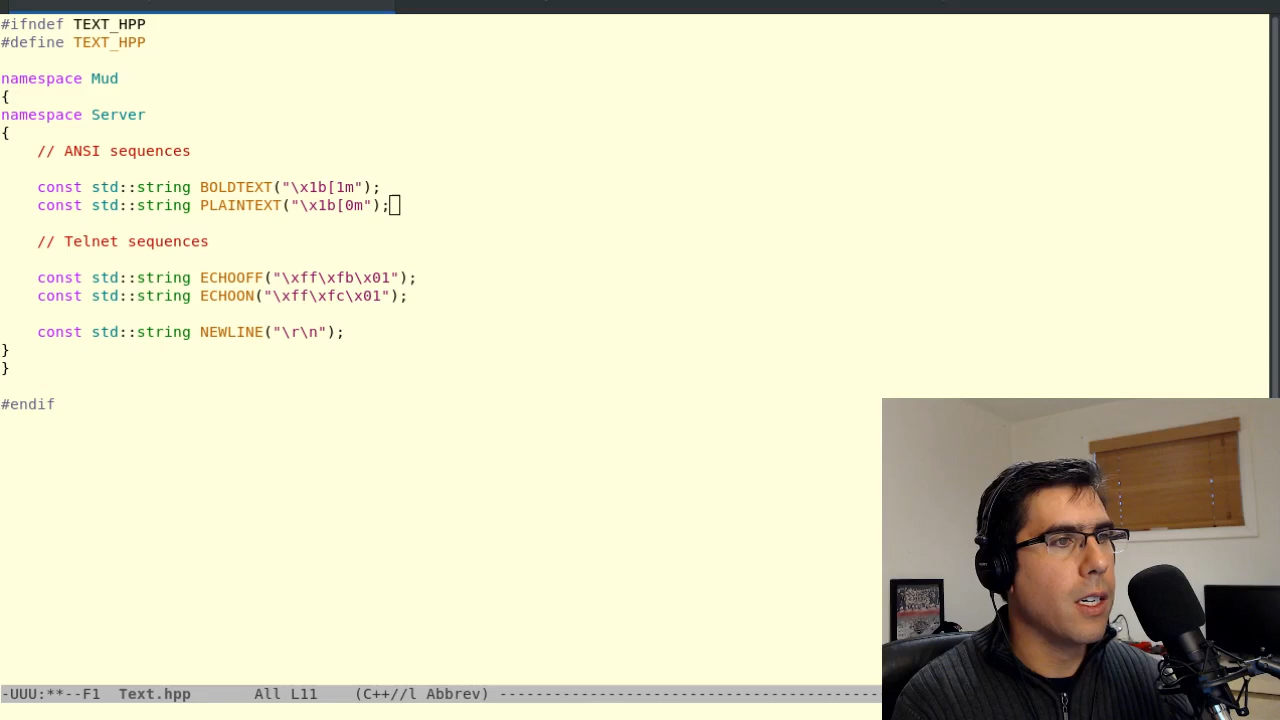 #ifndef TEXT_HPP
#define TEXT_HPP
namespace Mud
{
namespace Server
{
// ANSI sequences
const std::string BOLDTEXT("\x1b[1m");
const std::string PLAINTEXT("\x1b[0m");
// Telnet sequences
const std::string ECHOOFF("\xff\xfb\x01");
const std::string ECHOON("\xff\xfc\x01");
const std::string NEWLINE("\r\n");
}
}
#endif
-UUU:**--F1 Text.hpp All L11 (C++//l Abbrev) ------------------------------------------